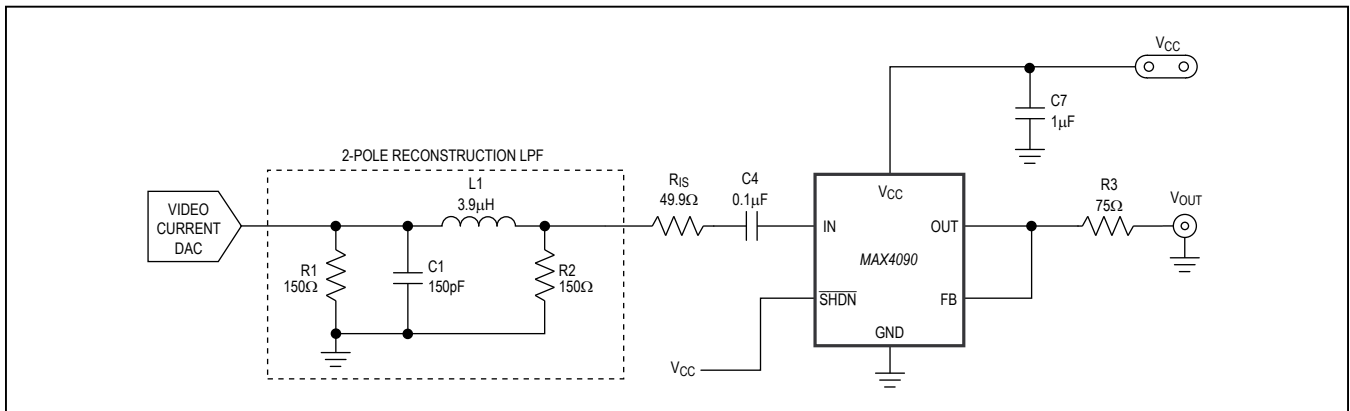 VCC
C7
1µF
2-POLE RECONSTRUCTION LPF
VIDEO
CURRENT
DAC
R1
150Ω
C1
150pF
L1
3.9µH
R2
150Ω
RIS
49.9Ω
C4
0.1µF
VCC
IN
OUT
MAX4090
SHDN
FB
GND
VCC
R3
75Ω
VOUT